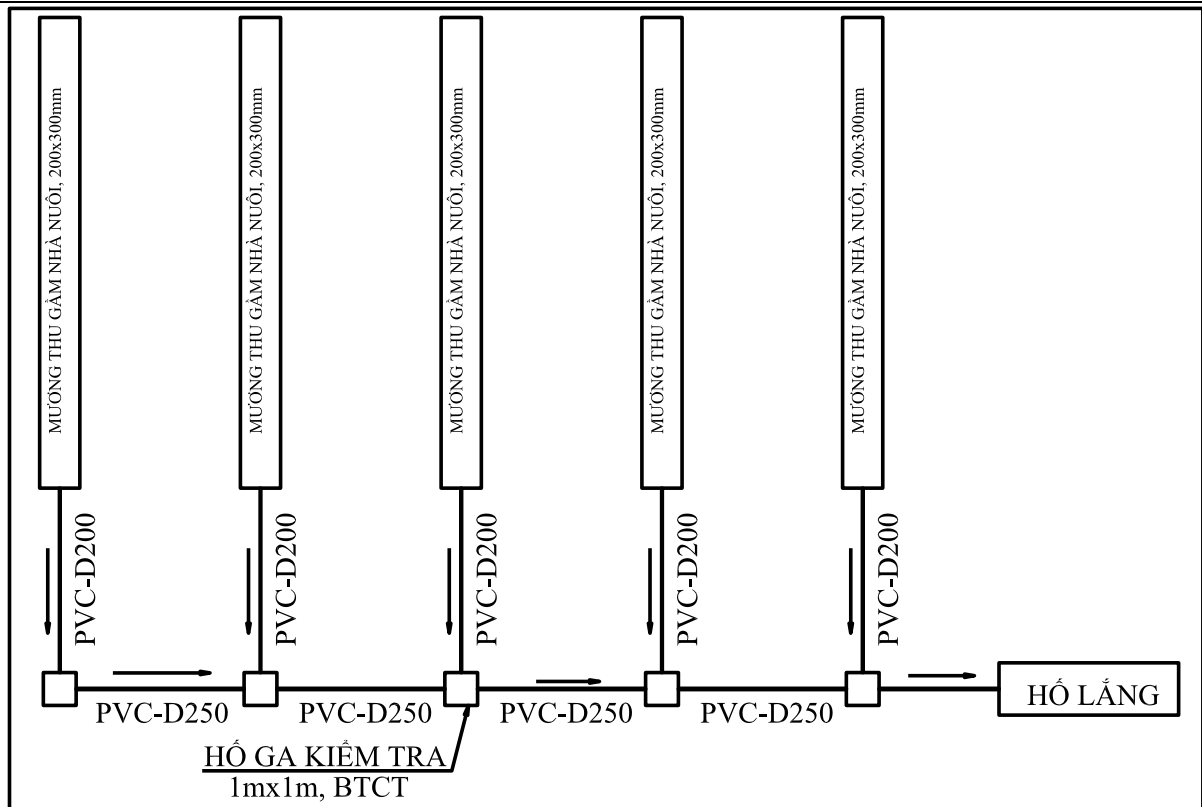 MƯƠNG THU GẦM NHÀ NUÔI, 200x300mm
MƯƠNG THU GẦM NHÀ NUÔI, 200x300mm
MƯƠNG THU GẦM NHÀ NUÔI, 200x300mm
MƯƠNG THU GẦM NHÀ NUÔI, 200x300mm
MƯƠNG THU GẦM NHÀ NUÔI, 200x300mm
PVC-D200
PVC-D200
PVC-D200
PVC-D200
PVC-D200
PVC-D250
PVC-D250
PVC-D250
PVC-D250
HỐ LẮNG
HỐ GA KIỂM TRA
1mx1m, BTCT